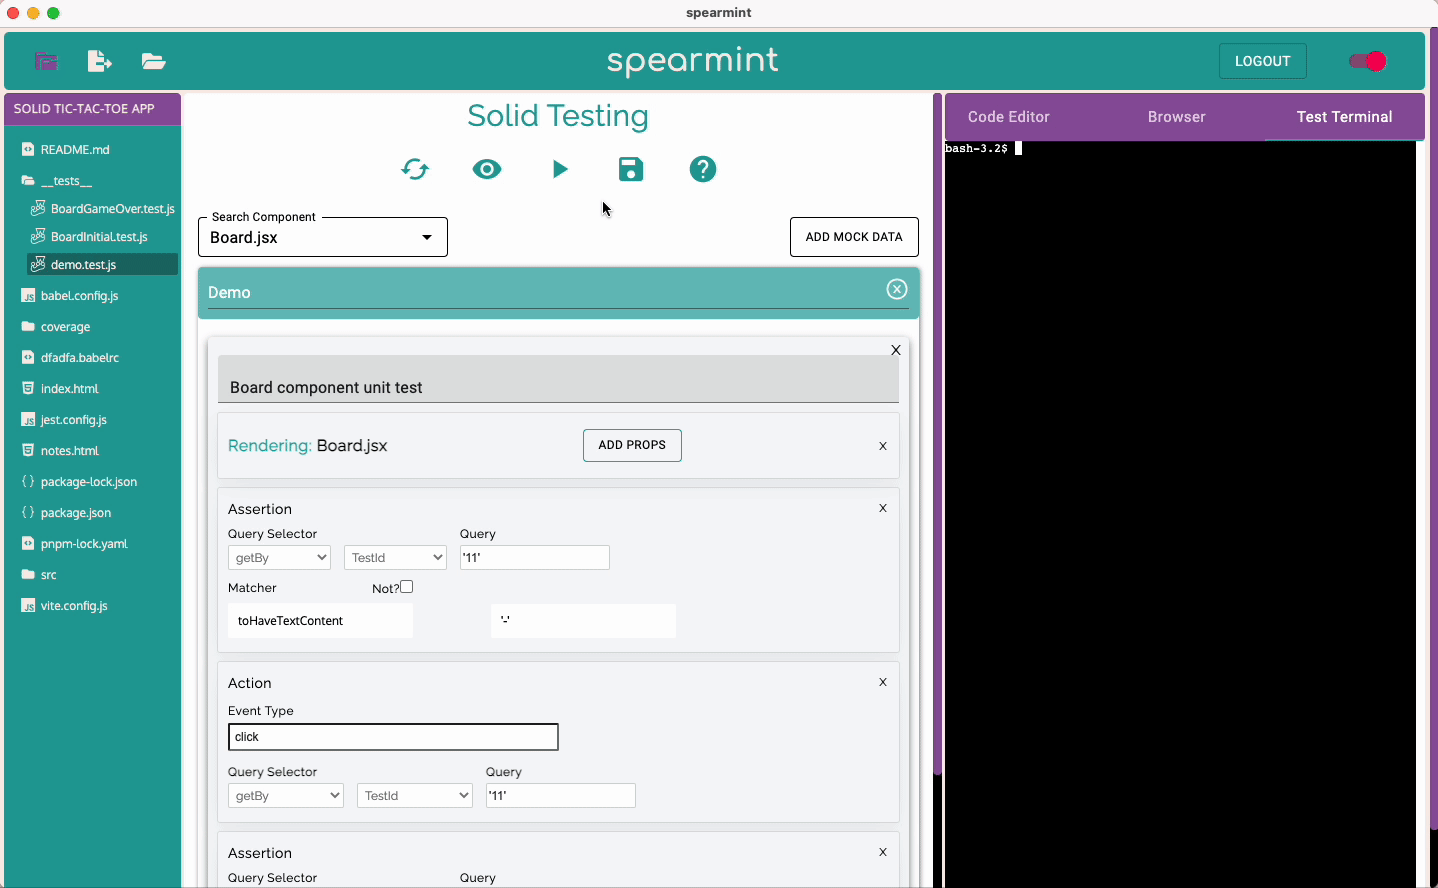 spearmint
spearmint
LOGOUT
SOLID TIC-TAC-TOE APP
README.md
__tests__
BoardGameOver.test.js
BoardInitial.test.js
demo.test.js
babel.config.js
coverage
dfadfa.babelrc
index.html
jest.config.js
notes.html
package-lock.json
package.json
pnpm-lock.yaml
src
vite.config.js
Solid Testing
Search Component
Board.jsx
ADD MOCK DATA
Demo
X
Board component unit test
Rendering: Board.jsx
ADD PROPS
x
Assertion
x
Query Selector
Query
getBy
TestId
'11'
Matcher
Not?
toHaveTextContent
'-'
Action
x
Event Type
click
Query Selector
Query
getBy
TestId
'11'
Assertion
x
Query Selector
Query
Code Editor
Browser
Test Terminal
bash-3.2$